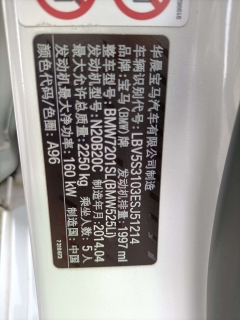 华晨宝马汽车有限公司制造
车辆识别代号：LBV5S3103ESJ51214
品牌：宝马(BMW)牌 发动机排量：1997 ml
整车型号：BMW7201SL(BMW525Li)
最大允许总质量：2260 kg 乘坐人数：5人
发动机型号：N20B20C 制造年月：2014.04
发动机最大净功率：160 kW 制造国：中国
颜色代码/色圈：A96